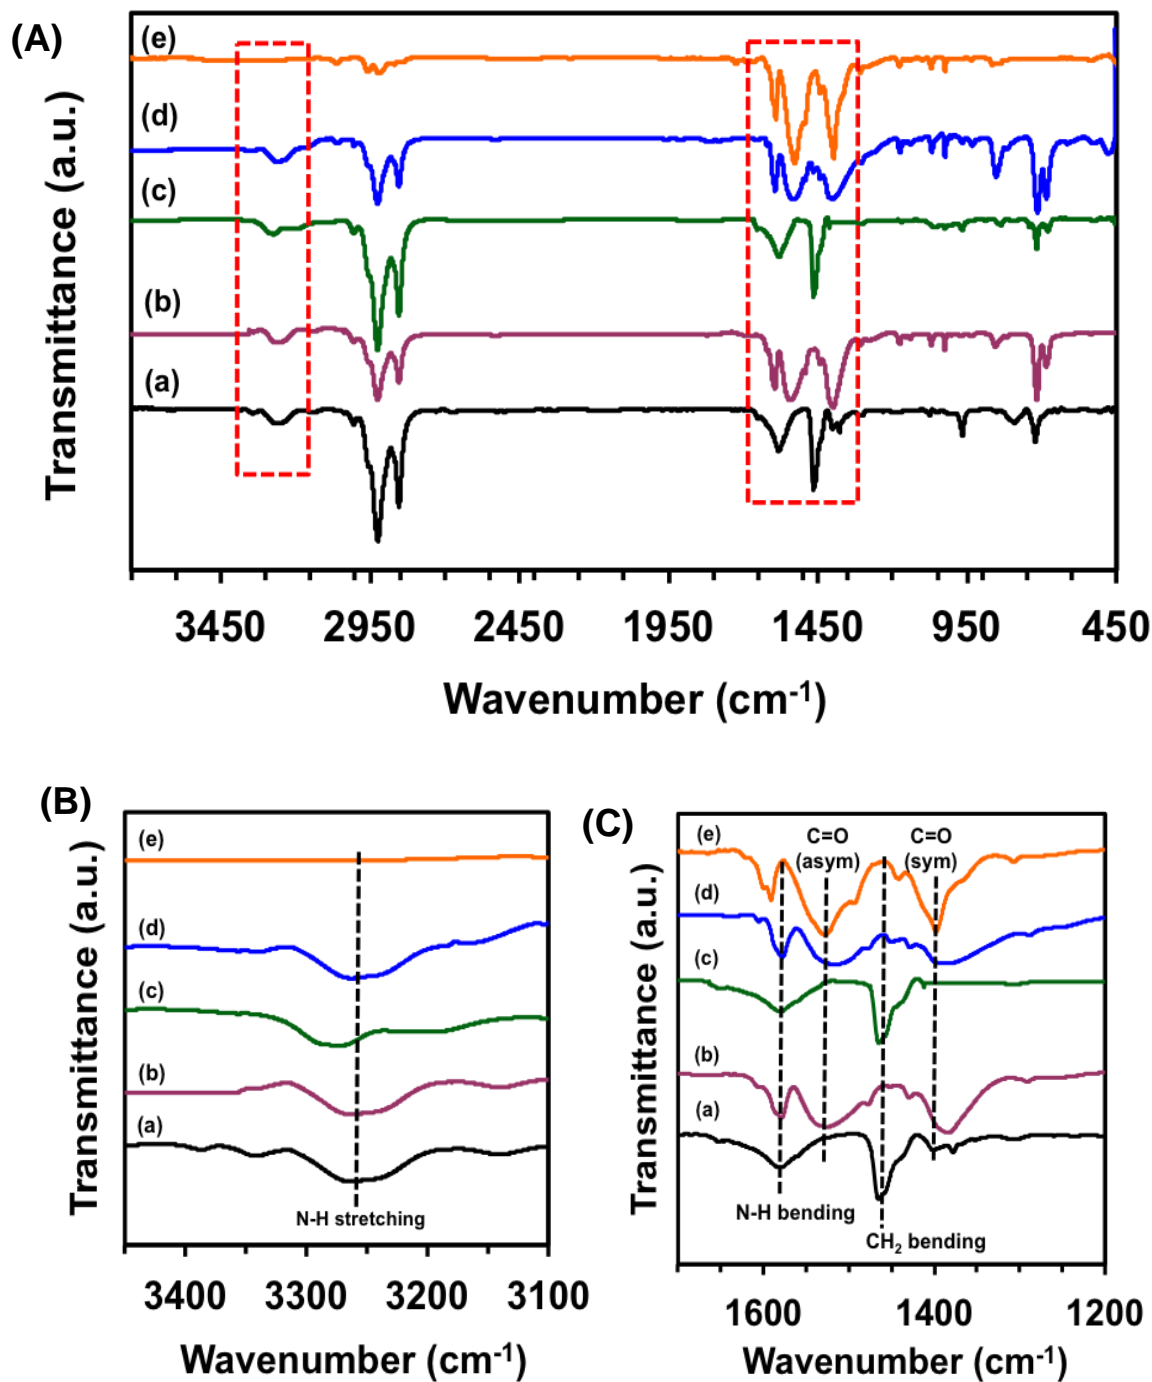 (A)
(e)
(d)
(c)
(b)
(a)
Transmittance (a.u.)
3450 2950 2450 1950 1450 950 450
Wavenumber (cm⁻¹)
(B)
(e)
(d)
(c)
(b)
(a)
N-H stretching
Transmittance (a.u.)
3400 3300 3200 3100
Wavenumber (cm⁻¹)
(C)
(e)
C=O
(asym)
C=O
(sym)
(d)
(c)
(b)
(a)
N-H bending
CH₂ bending
Transmittance (a.u.)
1600 1400 1200
Wavenumber (cm⁻¹)